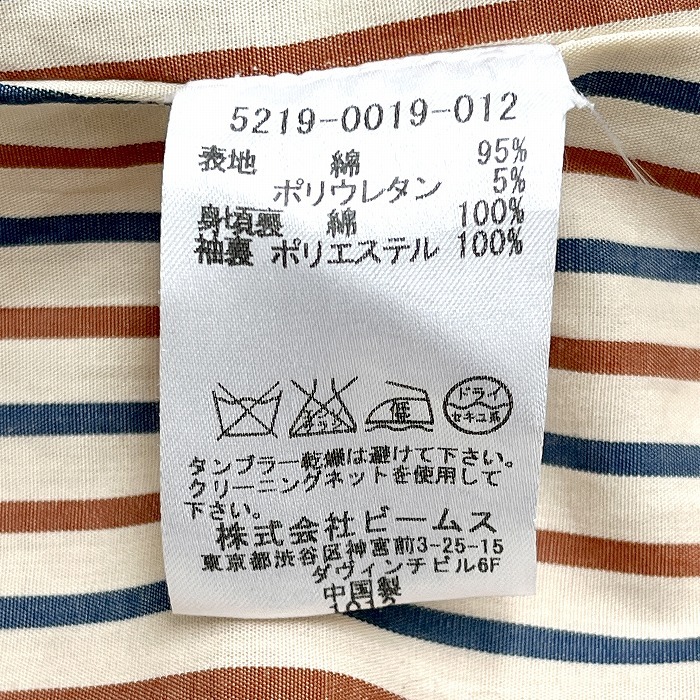 5219-0019-012
表地 綿 95%
ポリウレタン 5%
身頃裏 綿 100%
袖裏 ポリエステル 100%
低
ドライ
セキユ系
タンブラー乾燥は避けて下さい。
クリーニングネットを使用して
下さい。
株式会社ビームス
東京都渋谷区神宮前3-25-15
ダヴィンチビル6F
中国製